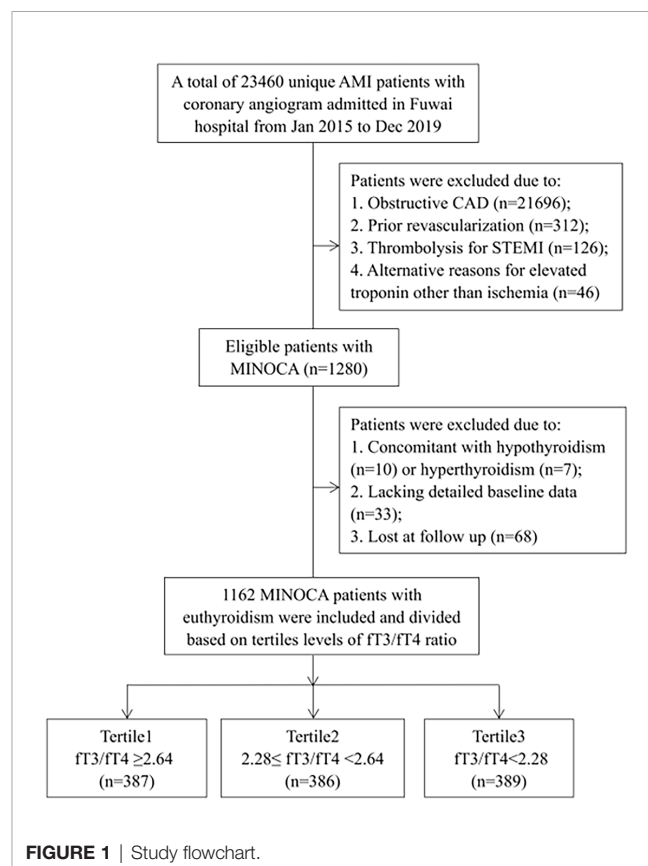 A total of 23460 unique AMI patients with
coronary angiogram admitted in Fuwai
hospital from Jan 2015 to Dec 2019
Patients were excluded due to:
1. Obstructive CAD (n=21696);
2. Prior revascularization (n=312);
3. Thrombolysis for STEMI (n=126);
4. Alternative reasons for elevated
troponin other than ischemia (n=46)
Eligible patients with
MINOCA (n=1280)
Patients were excluded due to:
1. Concomitant with hypothyroidism
(n=10) or hyperthyroidism (n=7);
2. Lacking detailed baseline data
(n=33);
3. Lost at follow up (n=68)
1162 MINOCA patients with
euthyroidism were included and divided
based on tertiles levels of fT3/fT4 ratio
Tertile1
fT3/fT4 ≥2.64
(n=387)
Tertile2
2.28≤ fT3/fT4 <2.64
(n=386)
Tertile3
fT3/fT4<2.28
(n=389)
FIGURE 1 | Study flowchart.